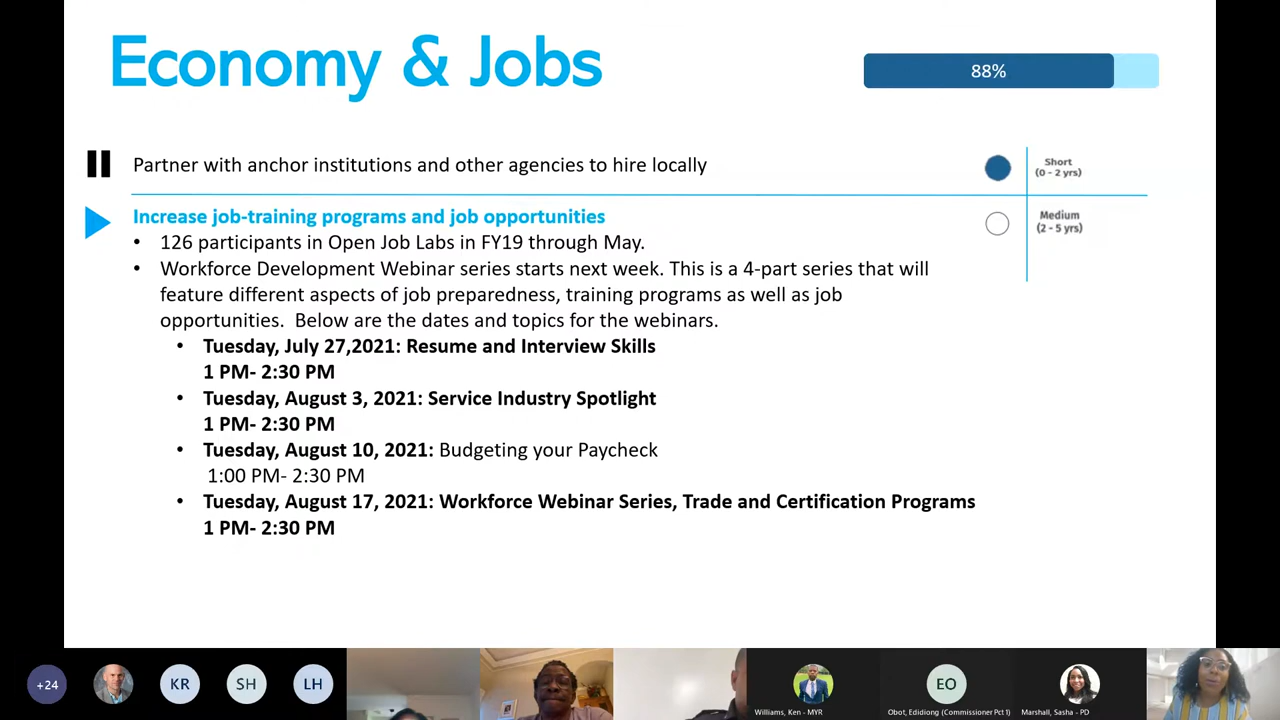 Economy & Jobs
88%
Partner with anchor institutions and other agencies to hire locally
Short
(0 - 2 yrs)
Increase job-training programs and job opportunities
Medium
(2 - 5 yrs)
• 126 participants in Open Job Labs in FY19 through May.
• Workforce Development Webinar series starts next week. This is a 4-part series that will
feature different aspects of job preparedness, training programs as well as job
opportunities.  Below are the dates and topics for the webinars.
• Tuesday, July 27,2021: Resume and Interview Skills
1 PM- 2:30 PM
• Tuesday, August 3, 2021: Service Industry Spotlight
1 PM- 2:30 PM
• Tuesday, August 10, 2021: Budgeting your Paycheck
1:00 PM- 2:30 PM
• Tuesday, August 17, 2021: Workforce Webinar Series, Trade and Certification Programs
1 PM- 2:30 PM
+24
KR
SH
LH
EO
Williams, Ken - MYR
Obot, Edidiong (Commissioner Pct 1)
Marshall, Sasha - PD